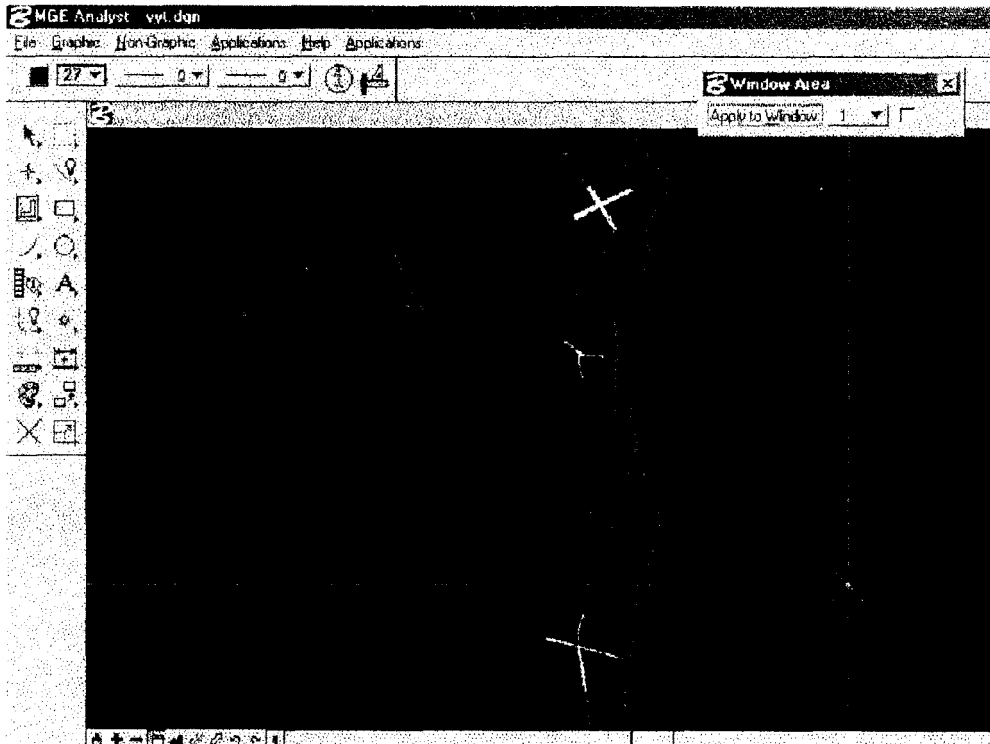 MGE Analyst vyt.dgn
File Graphic Non-Graphic Applications Help Applications
27 0 0
Window Area
Apply to Window: 1